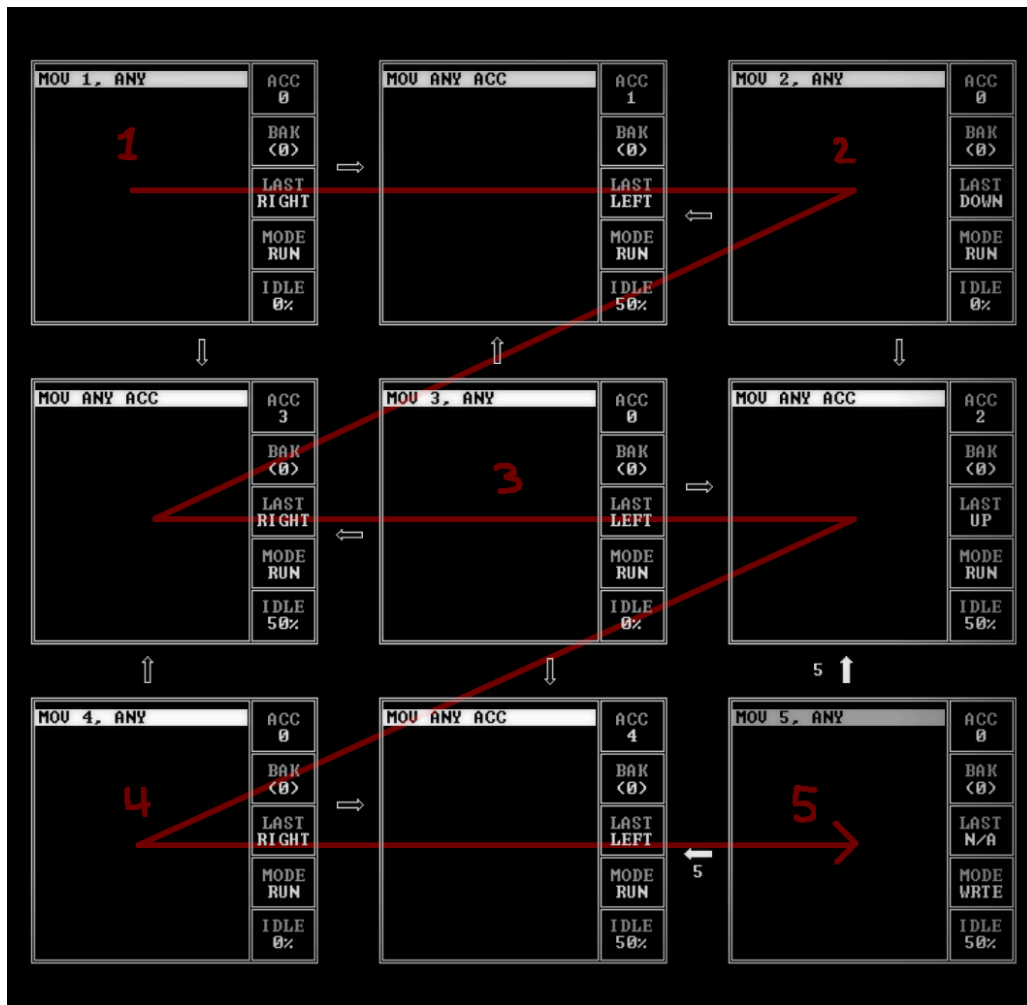 MOV 1, ANY
ACC
0
BAK
(0)
LAST
RIGHT
MODE
RUN
IDLE
0%
1
MOV ANY ACC
ACC
1
BAK
(0)
LAST
LEFT
MODE
RUN
IDLE
50%
MOV 2, ANY
ACC
0
BAK
(0)
LAST
DOWN
MODE
RUN
IDLE
0%
2
MOV ANY ACC
ACC
3
BAK
(0)
LAST
RIGHT
MODE
RUN
IDLE
50%
MOV 3, ANY
ACC
0
BAK
(0)
LAST
LEFT
MODE
RUN
IDLE
0%
3
MOV ANY ACC
ACC
2
BAK
(0)
LAST
UP
MODE
RUN
IDLE
50%
5
MOV 4, ANY
ACC
0
BAK
(0)
LAST
RIGHT
MODE
RUN
IDLE
0%
4
MOV ANY ACC
ACC
4
BAK
(0)
LAST
LEFT
MODE
RUN
IDLE
50%
5
MOV 5, ANY
ACC
0
BAK
(0)
LAST
N/A
MODE
WRTE
IDLE
50%
5